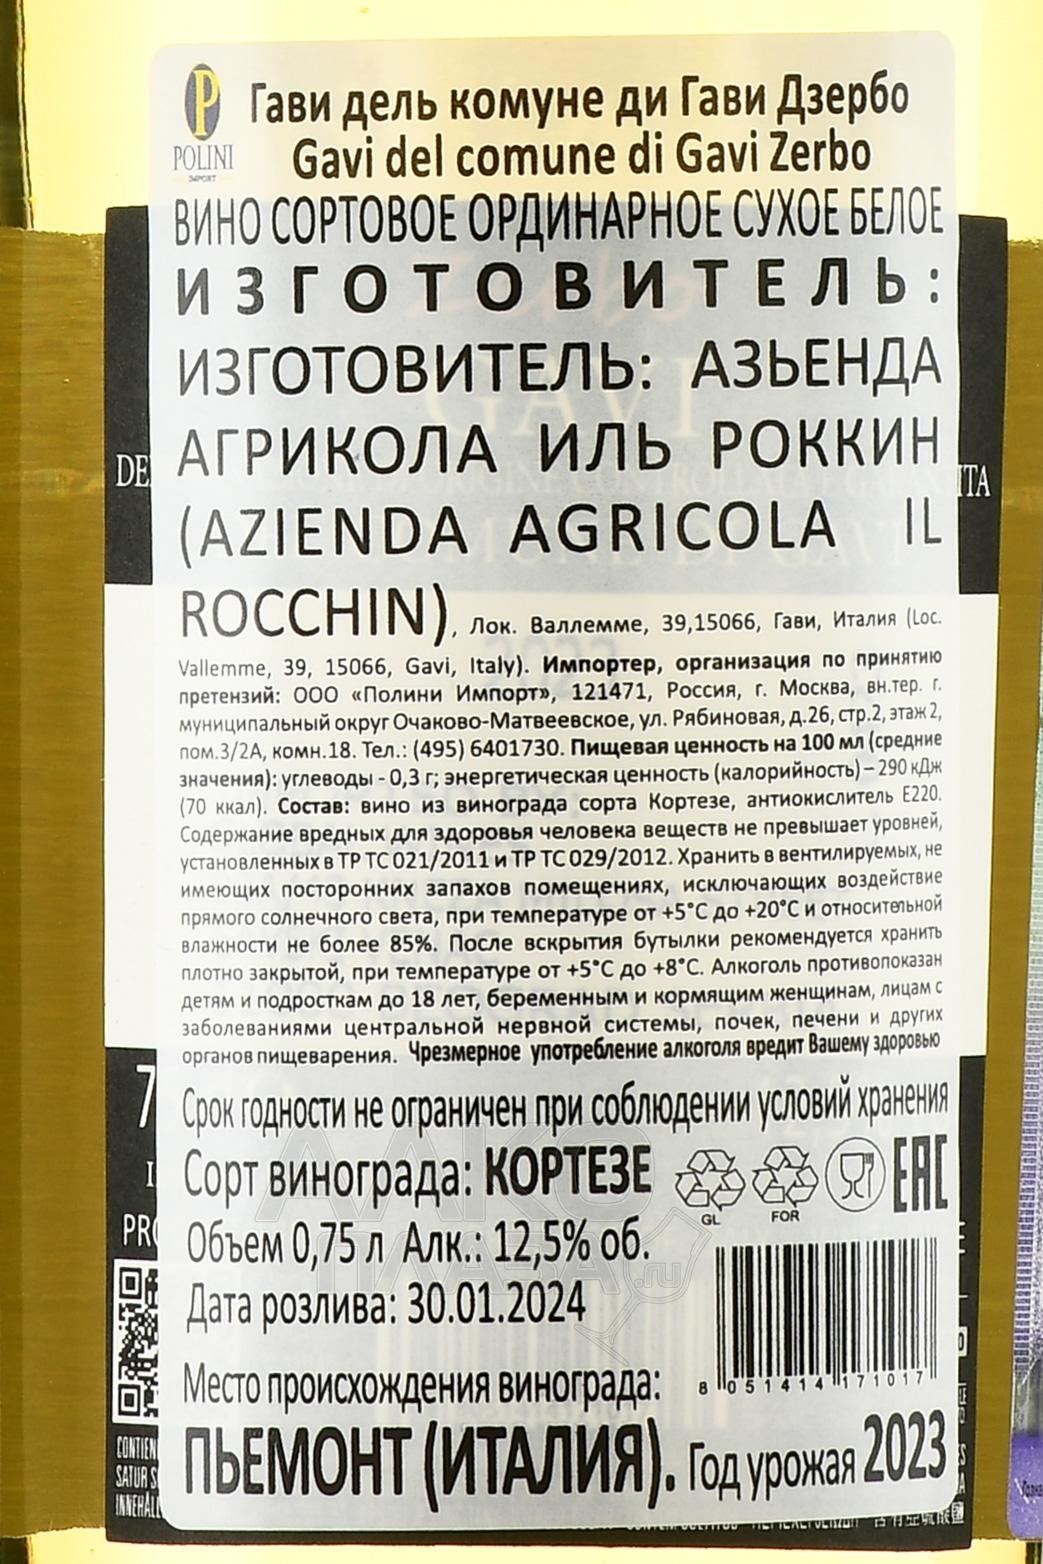 POLINI
IMPORT
Гави дель комуне ди Гави Дзербо
Gavi del comune di Gavi Zerbo
ВИНО СОРТОВОЕ ОРДИНАРНОЕ СУХОЕ БЕЛОЕ
ИЗГОТОВИТЕЛЬ:
ИЗГОТОВИТЕЛЬ: АЗЬЕНДА
АГРИКОЛА ИЛЬ РОККИН
(AZIENDA AGRICOLA IL
ROCCHIN), Лок. Валлемме, 39,15066, Гави, Италия (Loc.
Vallemme, 39, 15066, Gavi, Italy). Импортер, организация по принятию
претензий: ООО «Полини Импорт», 121471, Россия, г. Москва, вн.тер. г.
муниципальный округ Очаково-Матвеевское, ул. Рябиновая, д.26, стр.2, этаж 2,
пом.3/2А, комн.18. Тел.: (495) 6401730. Пищевая ценность на 100 мл (средние
значения): углеводы - 0,3 г; энергетическая ценность (калорийность) – 290 кДж
(70 ккал). Состав: вино из винограда сорта Кортезе, антиокислитель Е220.
Содержание вредных для здоровья человека веществ не превышает уровней,
установленных в ТР ТС 021/2011 и ТР ТС 029/2012. Хранить в вентилируемых, не
имеющих посторонних запахов помещениях, исключающих воздействие
прямого солнечного света, при температуре от +5°С до +20°С и относительной
влажности не более 85%. После вскрытия бутылки рекомендуется хранить
плотно закрытой, при температуре от +5°С до +8°С. Алкоголь противопоказан
детям и подросткам до 18 лет, беременным и кормящим женщинам, лицам с
заболеваниями центральной нервной системы, почек, печени и других
органов пищеварения. Чрезмерное употребление алкоголя вредит Вашему здоровью
Срок годности не ограничен при соблюдении условий хранения
Сорт винограда: КОРТЕЗЕ
GL FOR EAC
Объем 0,75 л Алк.: 12,5% об.
Дата розлива: 30.01.2024
8 051414 171017
Место происхождения винограда:
ПЬЕМОНТ (ИТАЛИЯ). Год урожая 2023